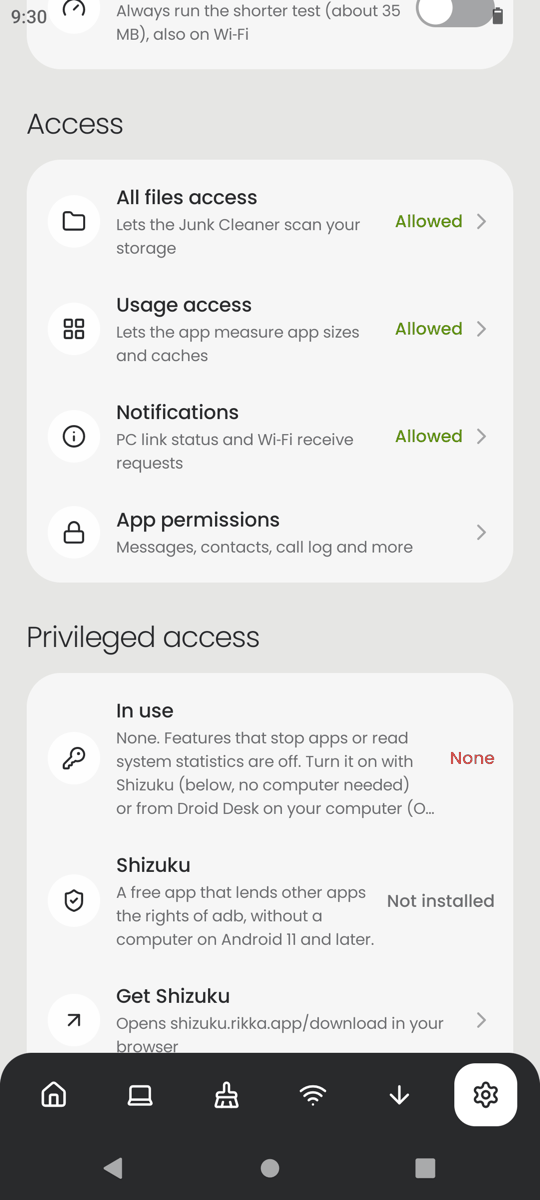 9:30
Always run the shorter test (about 35
MB), also on Wi-Fi
Access
All files access
Lets the Junk Cleaner scan your
storage
Allowed
Usage access
Lets the app measure app sizes
and caches
Allowed
Notifications
PC link status and Wi-Fi receive
requests
Allowed
App permissions
Messages, contacts, call log and more
Privileged access
In use
None. Features that stop apps or read
system statistics are off. Turn it on with
Shizuku (below, no computer needed)
or from Droid Desk on your computer (O...
None
Shizuku
A free app that lends other apps
the rights of adb, without a
computer on Android 11 and later.
Not installed
Get Shizuku
Opens shizuku.rikka.app/download in your
browser